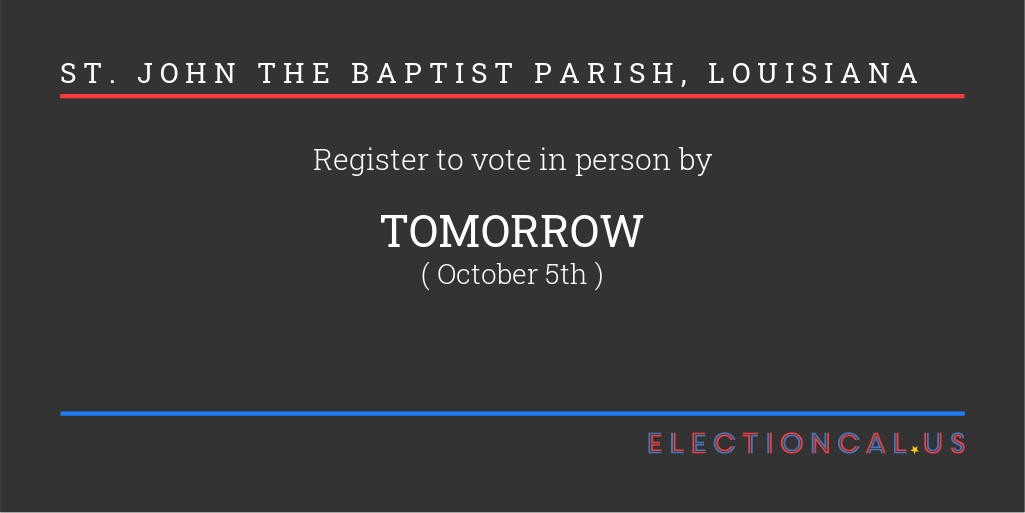 ST. JOHN THE BAPTIST PARISH, LOUISIANA
Register to vote in person by
TOMORROW
( October 5th )
ELECTIONCAL.US